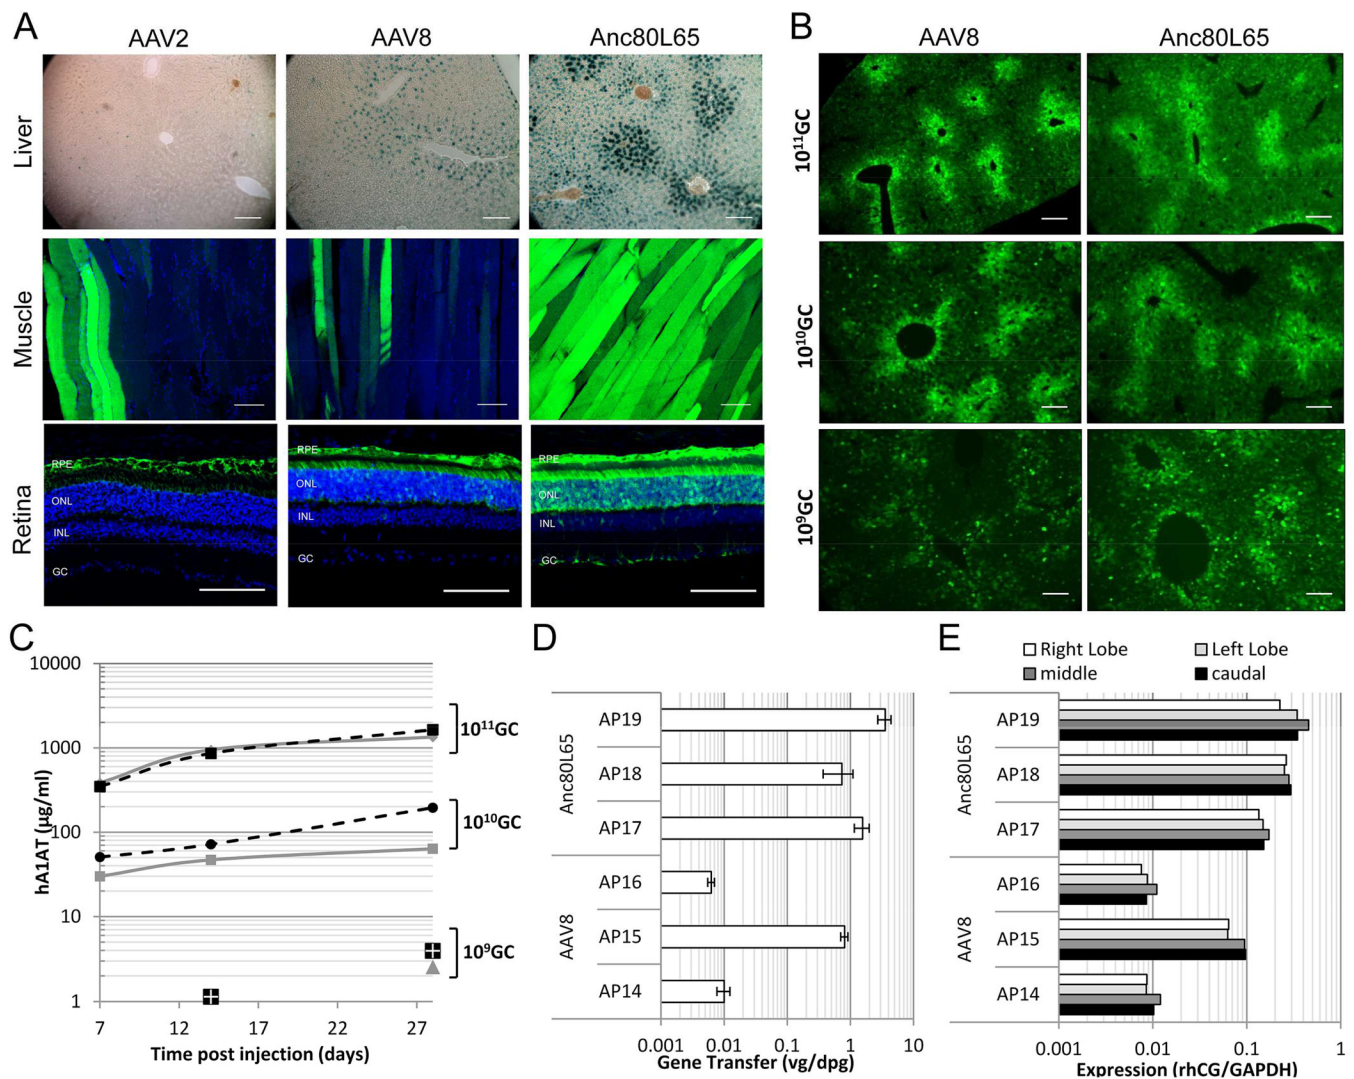 A
AAV2
AAV8
Anc80L65
Liver
Muscle
Retina
RPE
ONL
INL
GC
RPE
ONL
INL
GC
RPE
ONL
INL
GC
B
AAV8
Anc80L65
10¹¹GC
10¹⁰GC
10⁹GC
C
hA1AT (µg/ml)
10000
1000
100
10
1
7
12
17
22
27
Time post injection (days)
10¹¹GC
10¹⁰GC
10⁹GC
D
Anc80L65
AAV8
AP19
AP18
AP17
AP16
AP15
AP14
0.001
0.01
0.1
1
10
Gene Transfer (vg/dpg)
E
Right Lobe
Left Lobe
middle
caudal
Anc80L65
AAV8
AP19
AP18
AP17
AP16
AP15
AP14
0.001
0.01
0.1
1
Expression (rhCG/GAPDH)